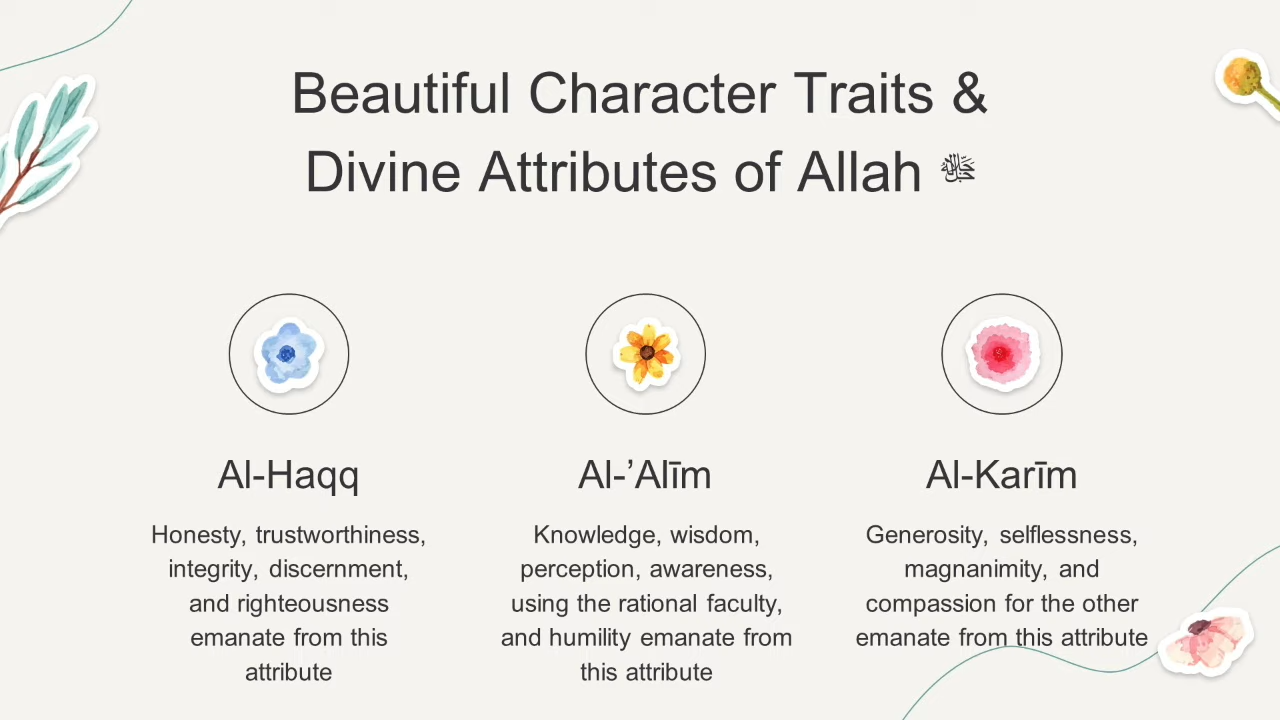 Beautiful Character Traits &
Divine Attributes of Allah ﷻ
Al-Haqq
Honesty, trustworthiness,
integrity, discernment,
and righteousness
emanate from this
attribute
Al-’Alīm
Knowledge, wisdom,
perception, awareness,
using the rational faculty,
and humility emanate from
this attribute
Al-Karīm
Generosity, selflessness,
magnanimity, and
compassion for the other
emanate from this attribute